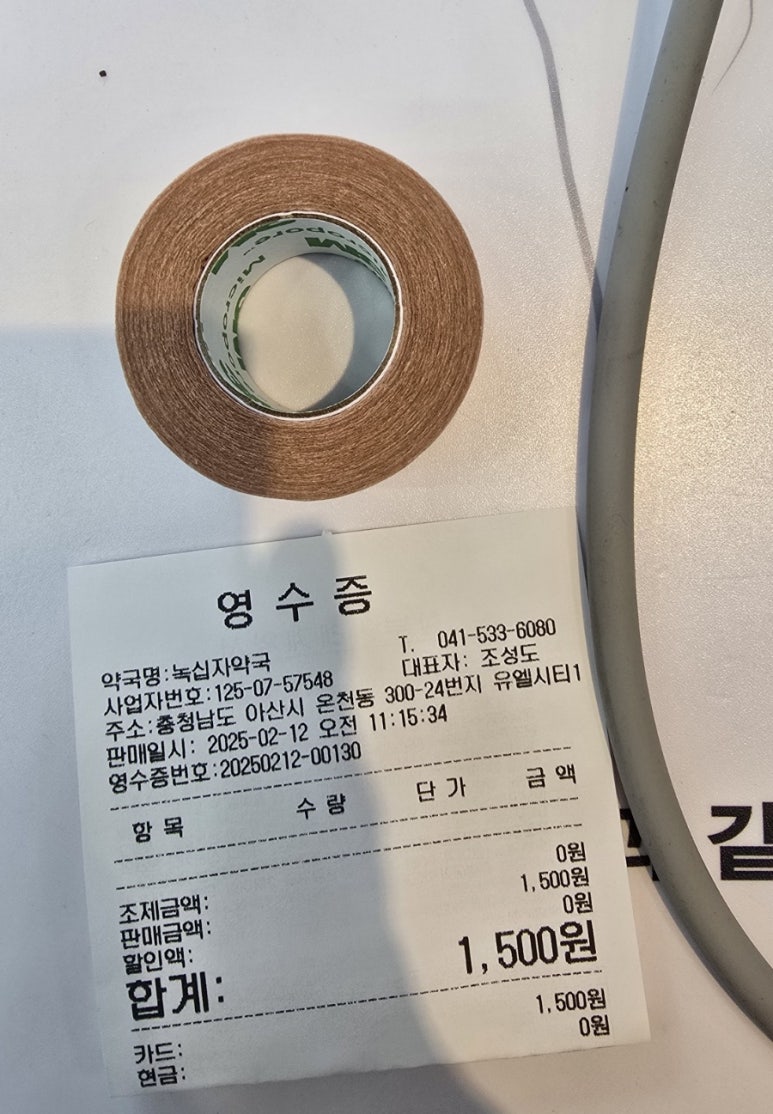 Micropore
3M
영수증
T. 041-533-6080
약국명:녹십자약국
대표자: 조성도
사업자번호:125-07-57548
주소:충청남도 아산시 온천동 300-24번지 유엘시티1
판매일시: 2025-02-12 오전 11:15:34
영수증번호:20250212-00130
항목 수량 단가 금액
조제금액: 0원
판매금액: 1,500원
할인액: 0원
합계: 1,500원
카드: 1,500원
현금: 0원